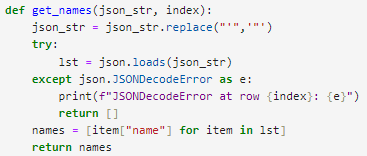 def get_names(json_str, index):
    json_str = json_str.replace("'",'"')
    try:
        lst = json.loads(json_str)
    except json.JSONDecodeError as e:
        print(f"JSONDecodeError at row {index}: {e}")
        return []
    names = [item["name"] for item in lst]
    return names